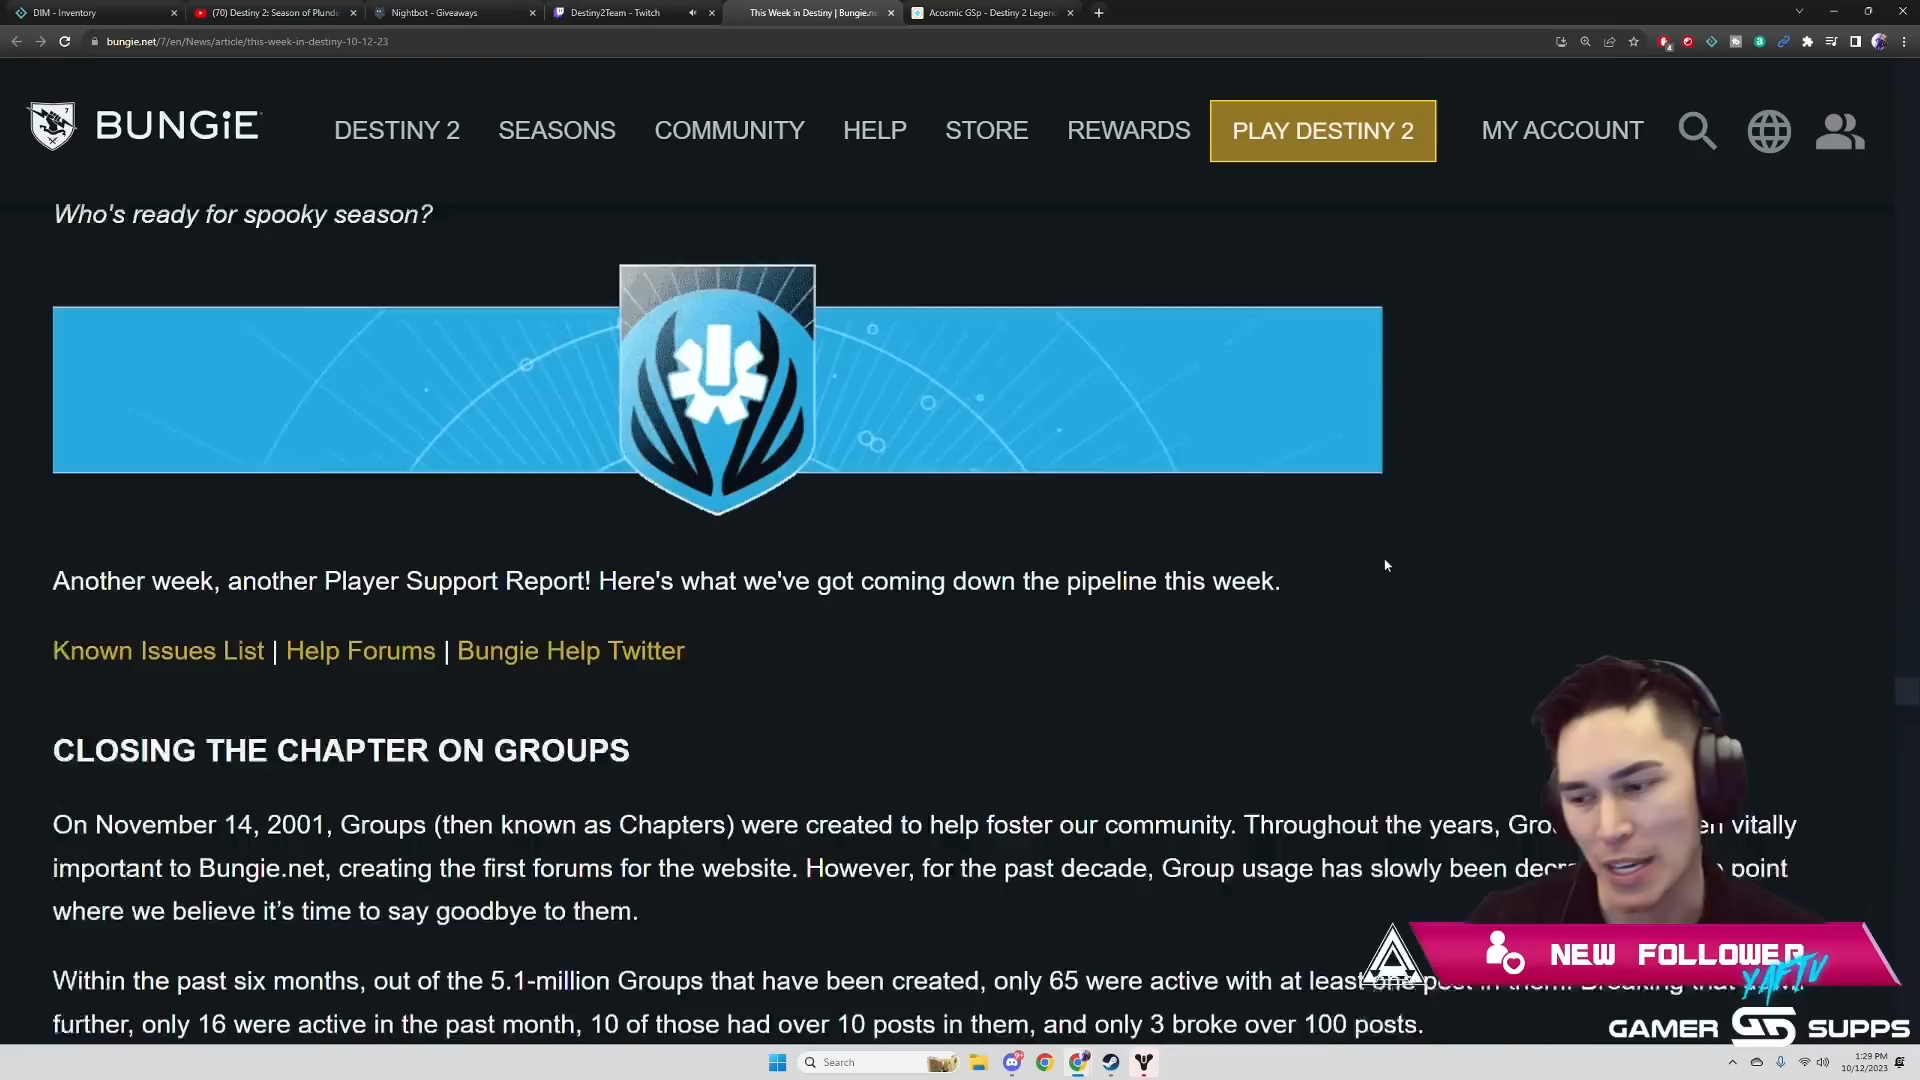 DIM - Inventory
(70) Destiny 2: Season of Plunde
Nightbot - Giveaways
Destiny2Team - Twitch
This Week in Destiny | Bungie.ne
Acosmic GSp - Destiny 2 Legen
bungie.net/7/en/News/article/this-week-in-destiny-10-12-23
BUNGiE
DESTINY 2
SEASONS
COMMUNITY
HELP
STORE
REWARDS
PLAY DESTINY 2
MY ACCOUNT
Who's ready for spooky season?
Another week, another Player Support Report! Here's what we've got coming down the pipeline this week.
Known Issues List | Help Forums | Bungie Help Twitter
CLOSING THE CHAPTER ON GROUPS
On November 14, 2001, Groups (then known as Chapters) were created to help foster our community. Throughout the years, vitally
important to Bungie.net, creating the first forums for the website. However, for the past decade, Group usage has slowly been point
where we believe it's time to say goodbye to them.
Within the past six months, out of the 5.1-million Groups that have been created, only 65 were active with at least one
further, only 16 were active in the past month, 10 of those had over 10 posts in them, and only 3 broke over 100 posts.
NEW FOLLOWER
YAFTV
GAMER GS SUPPS
Search
1:29 PM
10/12/2023